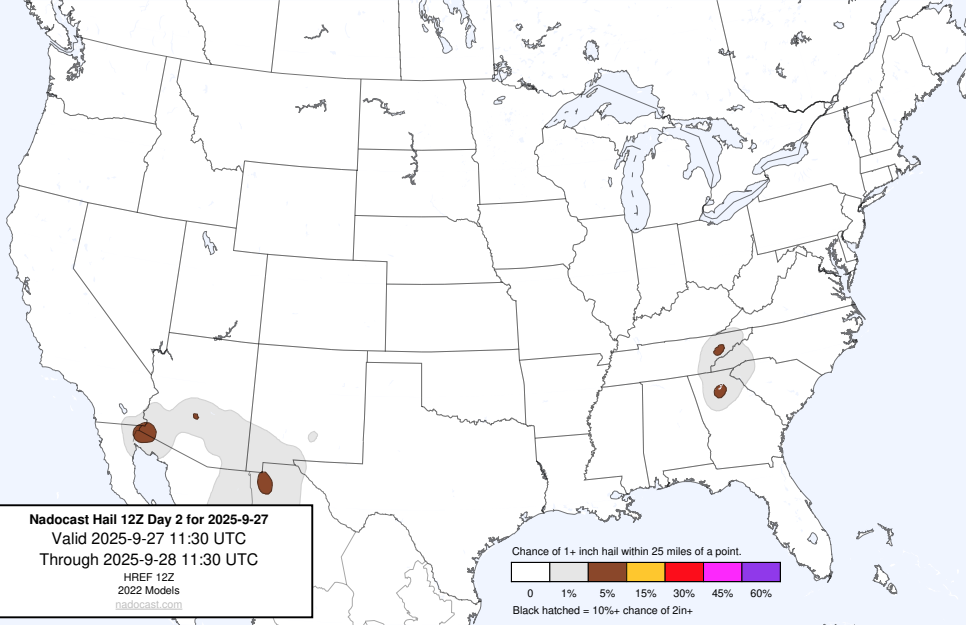 Nadocast Hail 12Z Day 2 for 2025-9-27
Valid 2025-9-27 11:30 UTC
Through 2025-9-28 11:30 UTC
HREF 12Z
2022 Models
nadocast.com
Chance of 1+ inch hail within 25 miles of a point.
0 1% 5% 15% 30% 45% 60%
Black hatched = 10%+ chance of 2in+